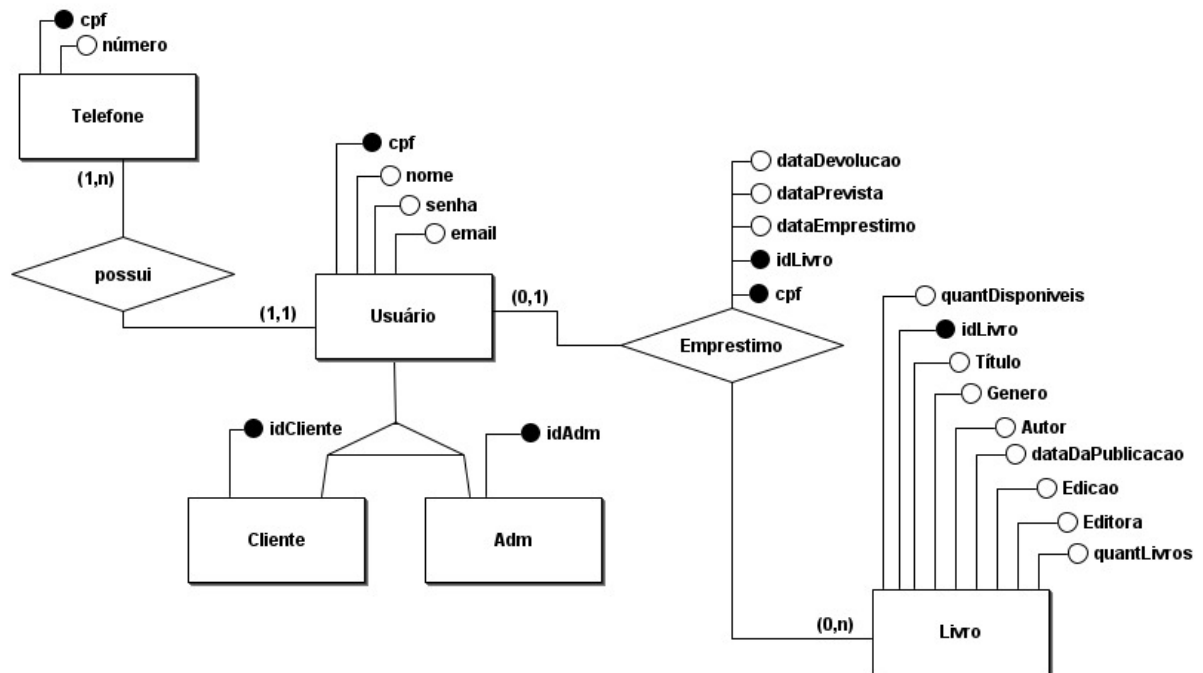 cpf
número
Telefone
(1,n)
possui
(1,1)
cpf
nome
senha
email
Usuário
(0,1)
dataDevolucao
dataPrevista
dataEmprestimo
idLivro
cpf
Emprestimo
idCliente
Cliente
idAdm
Adm
quantDisponiveis
idLivro
Título
Genero
Autor
dataDaPublicacao
Edicao
Editora
quantLivros
(0,n)
Livro